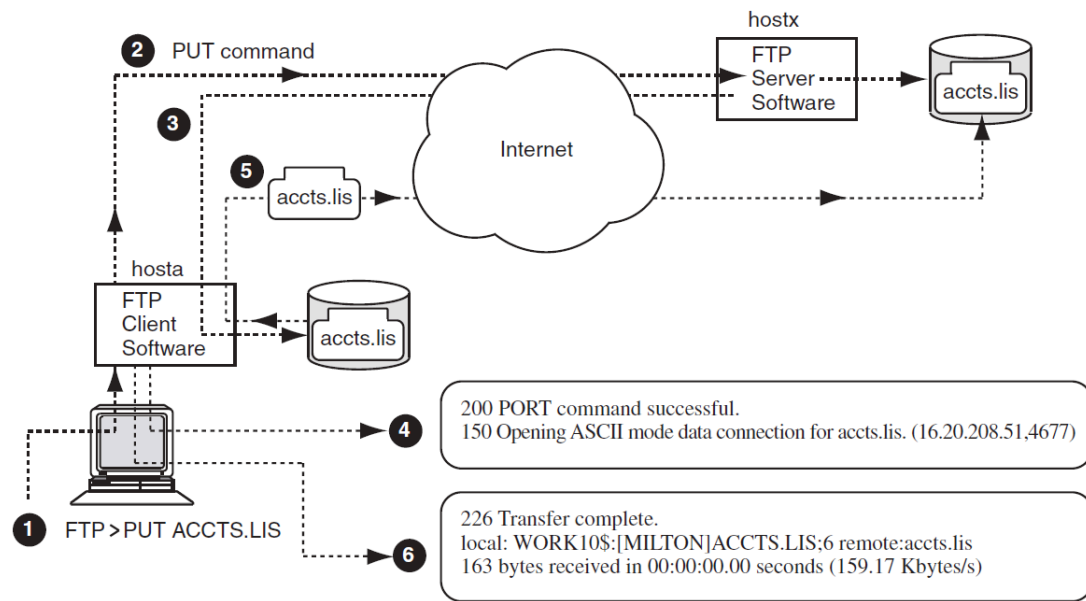 hostx
2 PUT command
FTP
Server
Software
accts.lis
3
Internet
5
accts.lis
hosta
FTP
Client
Software
accts.lis
200 PORT command successful.
150 Opening ASCII mode data connection for accts.lis. (16.20.208.51,4677)
4
1 FTP>PUT ACCTS.LIS
226 Transfer complete.
local: WORK10$:[MILTON]ACCTS.LIS;6 remote:accts.lis
163 bytes received in 00:00:00.00 seconds (159.17 Kbytes/s)
6